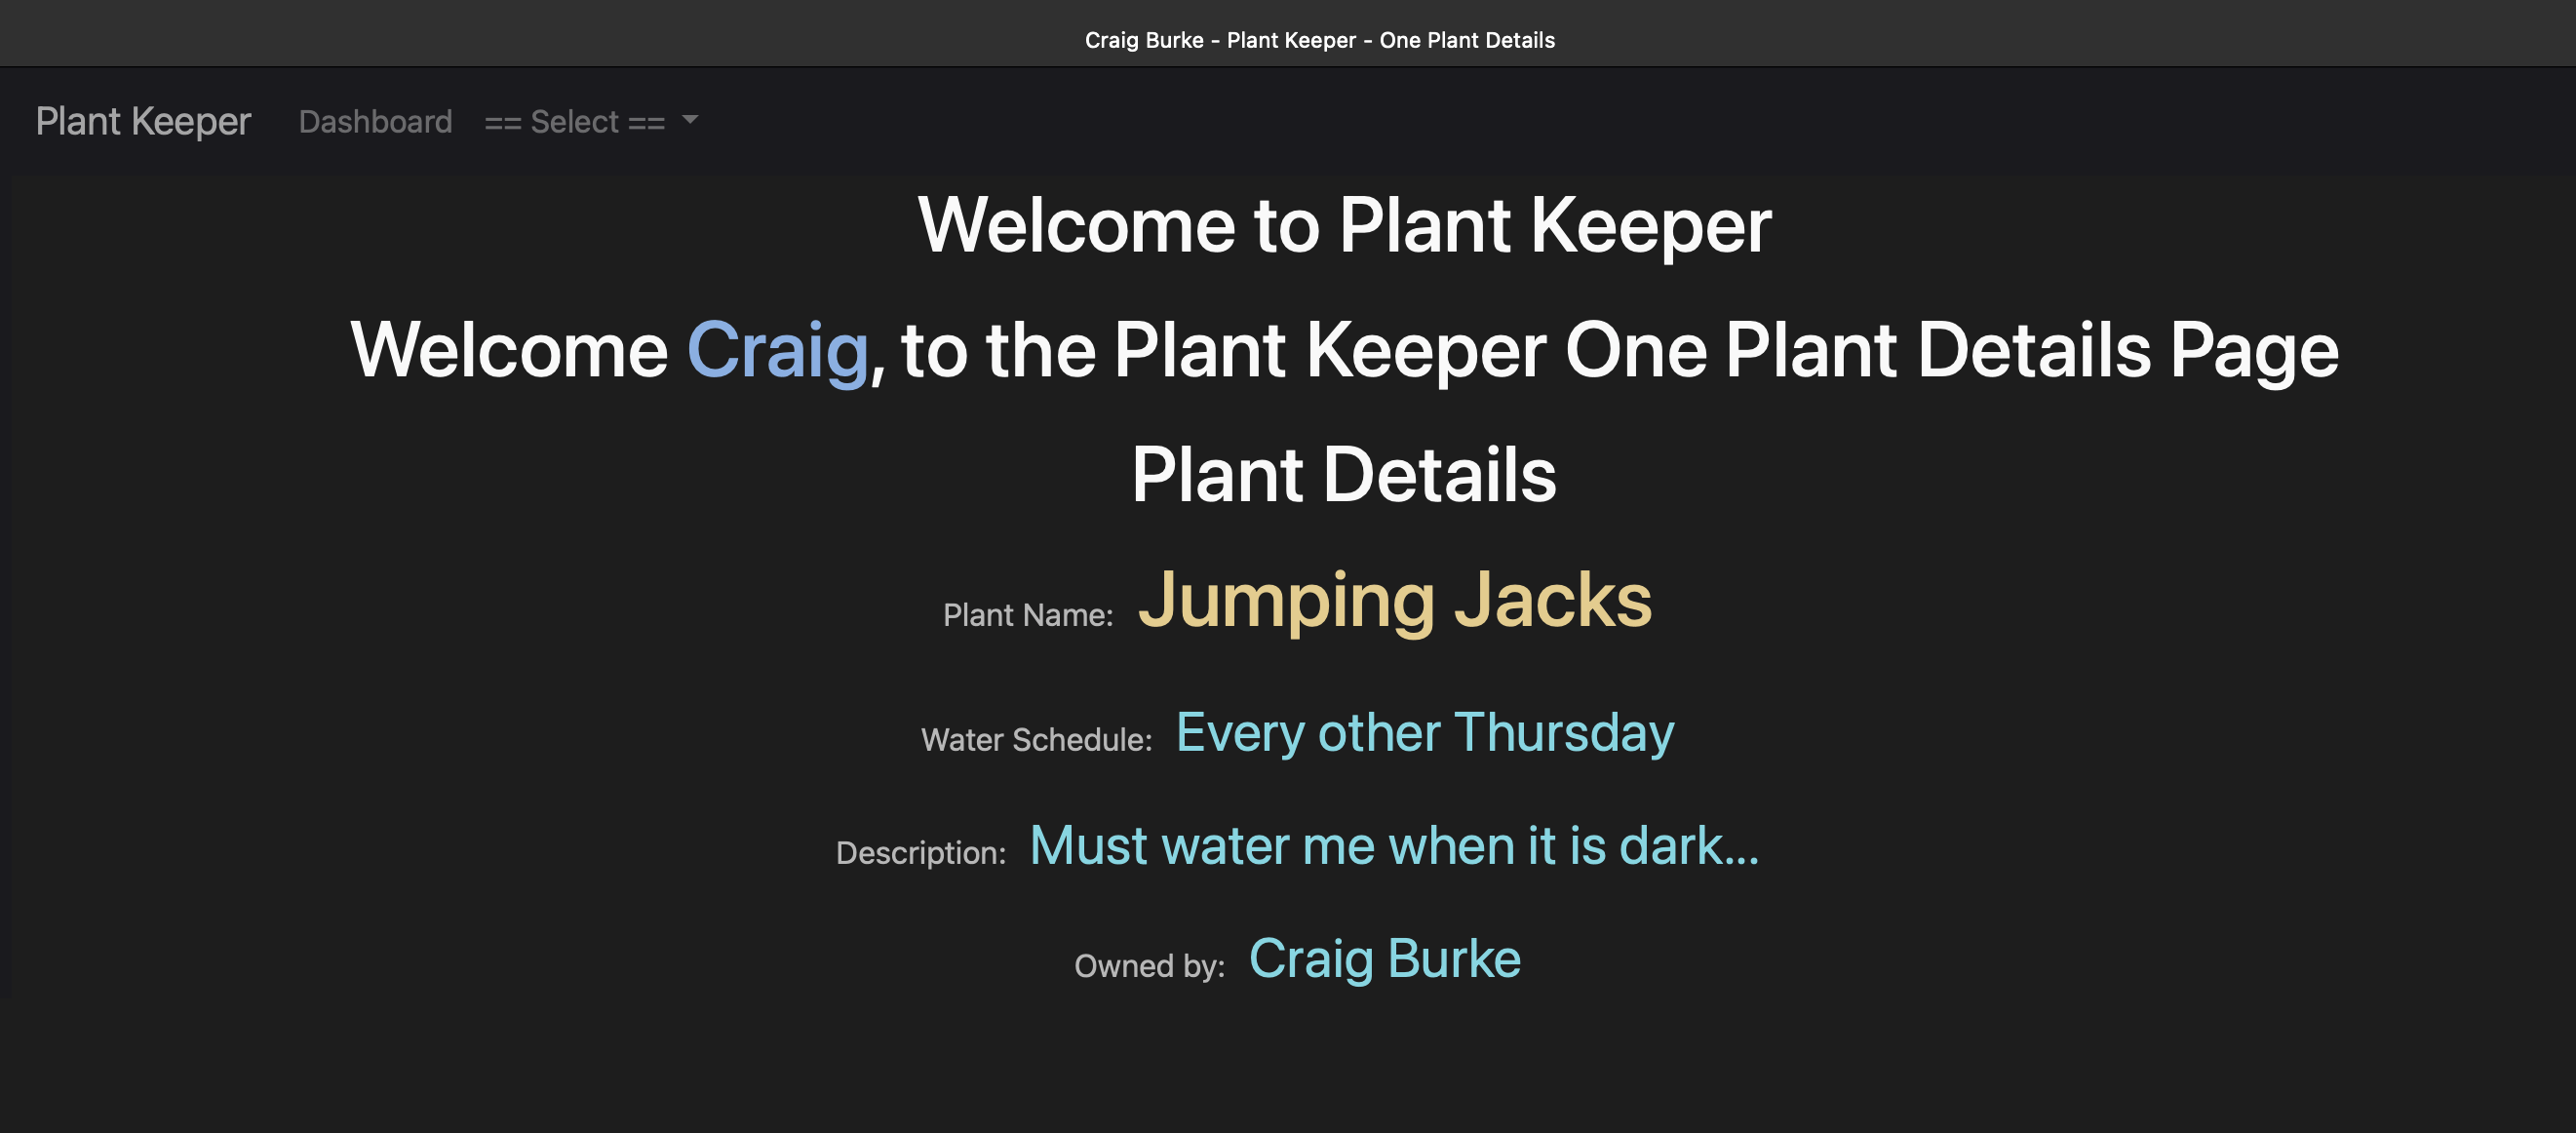 Craig Burke - Plant Keeper - One Plant Details
Plant Keeper Dashboard == Select ==
Welcome to Plant Keeper
Welcome Craig, to the Plant Keeper One Plant Details Page
Plant Details
Plant Name: Jumping Jacks
Water Schedule: Every other Thursday
Description: Must water me when it is dark...
Owned by: Craig Burke